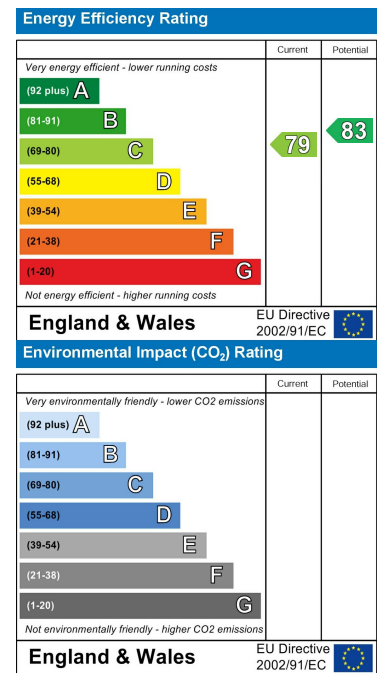 Energy Efficiency Rating
Current Potential
Very energy efficient - lower running costs
(92 plus) A
(81-91) B
(69-80) C
(55-68) D
(39-54) E
(21-38) F
(1-20) G
79
83
Not energy efficient - higher running costs
England & Wales
EU Directive
2002/91/EC
Environmental Impact (CO₂) Rating
Current Potential
Very environmentally friendly - lower CO2 emissions
(92 plus) A
(81-91) B
(69-80) C
(55-68) D
(39-54) E
(21-38) F
(1-20) G
Not environmentally friendly - higher CO2 emissions
England & Wales
EU Directive
2002/91/EC